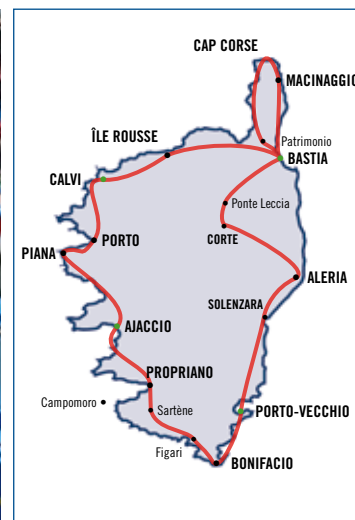 CAP CORSE
MACINAGGIO
Patrimonio
ÎLE ROUSSE
BASTIA
CALVI
Ponte Leccia
CORTE
PORTO
PIANA
ALERIA
SOLENZARA
AJACCIO
PROPRIANO
Campomoro
Sartène
PORTO-VECCHIO
Figari
BONIFACIO